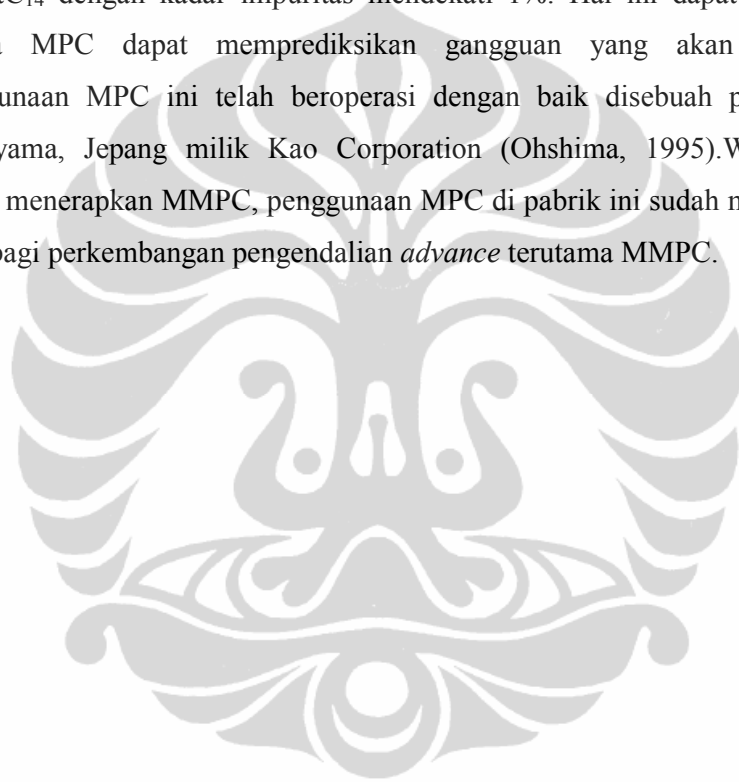 C₁₄ dengan kadar impuritas mendekati 1%. Hal ini dapat
MPC dapat memprediksikan gangguan yang akan
unaan MPC ini telah beroperasi dengan baik disebuah p
yama, Jepang milik Kao Corporation (Ohshima, 1995).W
menerapkan MMPC, penggunaan MPC di pabrik ini sudah m
bagi perkembangan pengendalian advance terutama MMPC.